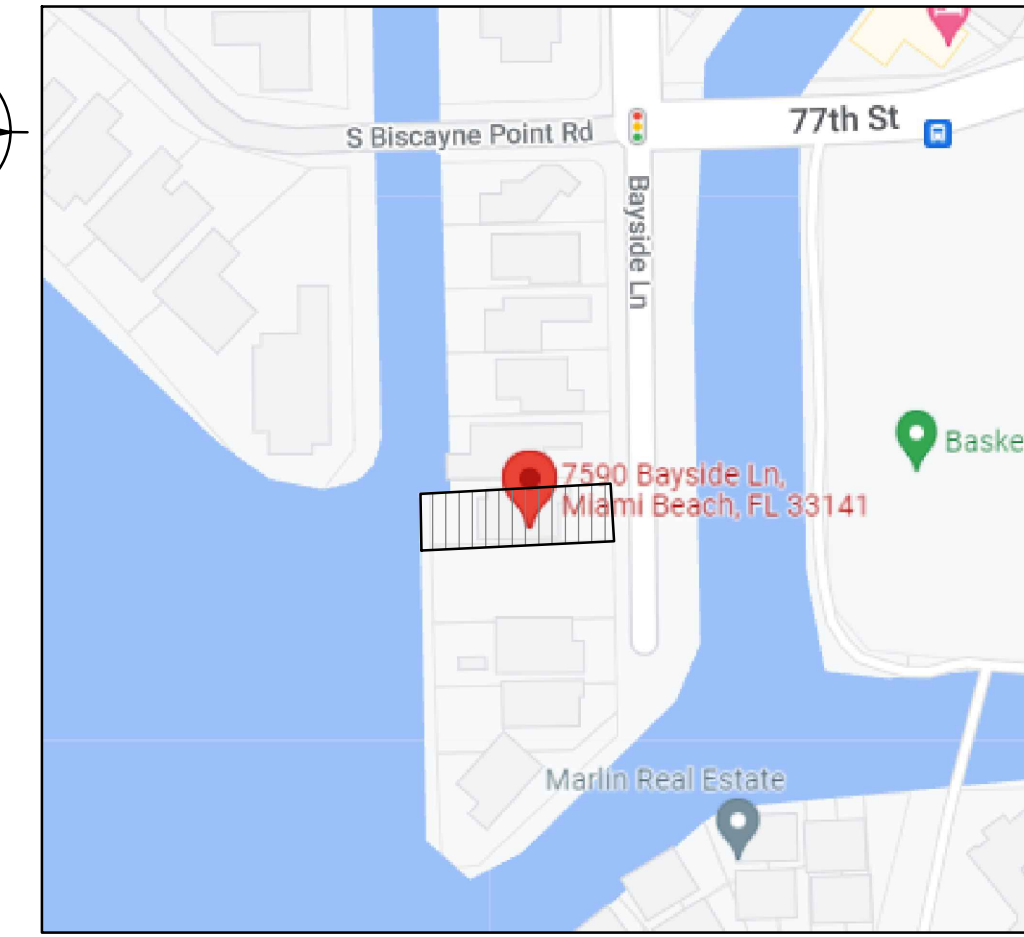 S Biscayne Point Rd
77th St
Bayside Ln
Baske
7590 Bayside Ln,
Miami Beach, FL 33141
Marlin Real Estate